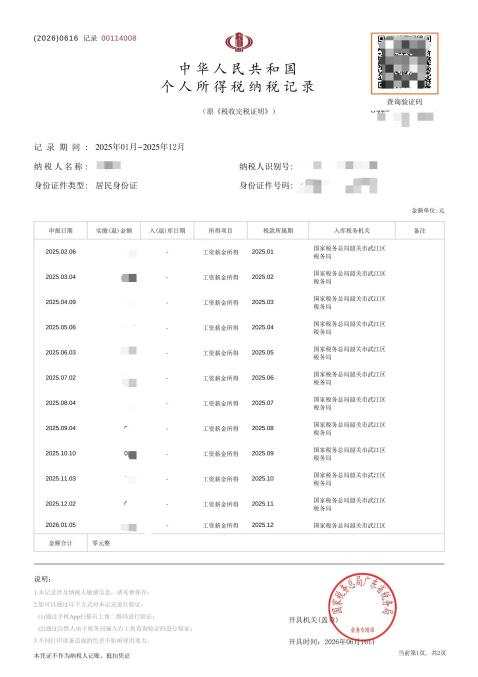 (2026)0616 记录 00114008
中华人民共和国
个人所得税纳税记录
(原《税收完税证明》)
查询验证码
记录期间: 2025年01月-2025年12月
纳税人名称:
纳税人识别号:
身份证件类型: 居民身份证
身份证件号码:
金额单位:元
申报日期 实缴(退)金额 入(退)库日期 所得项目 税款所属期 入库税务机关 备注
2025.02.06 - 工资薪金所得 2025.01 国家税务总局韶关市武江区
税务局
2025.03.04 - 工资薪金所得 2025.02 国家税务总局韶关市武江区
税务局
2025.04.09 - 工资薪金所得 2025.03 国家税务总局韶关市武江区
税务局
2025.05.06 - 工资薪金所得 2025.04 国家税务总局韶关市武江区
税务局
2025.06.03 - 工资薪金所得 2025.05 国家税务总局韶关市武江区
税务局
2025.07.02 - 工资薪金所得 2025.06 国家税务总局韶关市武江区
税务局
2025.08.04 - 工资薪金所得 2025.07 国家税务总局韶关市武江区
税务局
2025.09.04 - 工资薪金所得 2025.08 国家税务总局韶关市武江区
税务局
2025.10.10 - 工资薪金所得 2025.09 国家税务总局韶关市武江区
税务局
2025.11.03 - 工资薪金所得 2025.10 国家税务总局韶关市武江区
税务局
2025.12.02 - 工资薪金所得 2025.11 国家税务总局韶关市武江区
税务局
2026.01.05 - 工资薪金所得 2025.12 国家税务总局韶关市武江区
金额合计 零元整
说明:
1.本记录涉及纳税人敏感信息,请妥善保存;
2.您可以通过以下方式对本记录进行验证:
(1)通过手机App扫描右上角二维码进行验证;
(2)通过自然人电子税务局输入右上角查询验证码进行验证;
3.不同打印设备造成的色差不影响使用效力。
本凭证不作为纳税人记账、抵扣凭证
国家税务总局广东省税务局
业务专用章
开具机关(盖章)
开具时间: 2026年06月16日
当前第1页,共2页